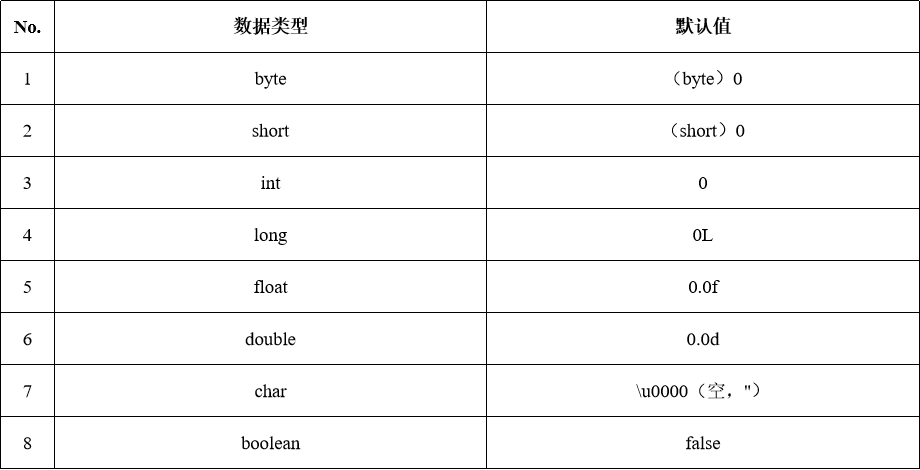 No. 数据类型 默认值
1 byte （byte）0
2 short （short）0
3 int 0
4 long 0L
5 float 0.0f
6 double 0.0d
7 char \u0000（空，''）
8 boolean false